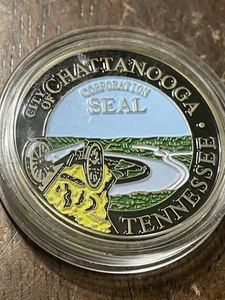 CITY OF CHATTANOOGA • TENNESSEE •
CORPORATION
SEAL